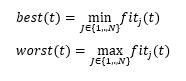 best(t) = min fit_j(t)
J∈{1,..,N}
worst(t) = max fit_j(t)
J∈{1,..,N}